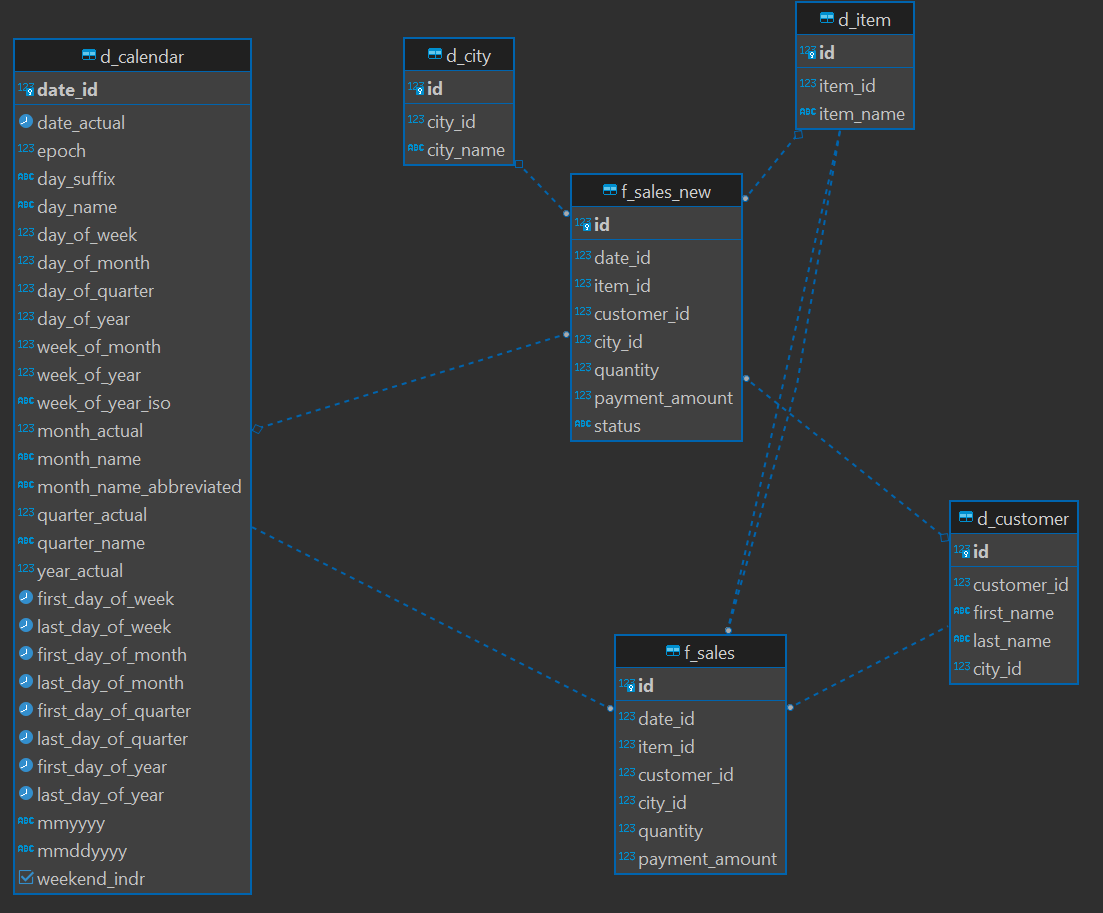 d_calendar
123 date_id
date_actual
123 epoch
ABC day_suffix
ABC day_name
123 day_of_week
123 day_of_month
123 day_of_quarter
123 day_of_year
123 week_of_month
123 week_of_year
ABC week_of_year_iso
123 month_actual
ABC month_name
ABC month_name_abbreviated
123 quarter_actual
ABC quarter_name
123 year_actual
first_day_of_week
last_day_of_week
first_day_of_month
last_day_of_month
first_day_of_quarter
last_day_of_quarter
first_day_of_year
last_day_of_year
ABC mmyyyy
ABC mmddyyyy
weekend_indr
d_city
123 id
123 city_id
ABC city_name
d_item
123 id
123 item_id
ABC item_name
f_sales_new
123 id
123 date_id
123 item_id
123 customer_id
123 city_id
123 quantity
123 payment_amount
ABC status
d_customer
123 id
123 customer_id
ABC first_name
ABC last_name
123 city_id
f_sales
123 id
123 date_id
123 item_id
123 customer_id
123 city_id
123 quantity
123 payment_amount